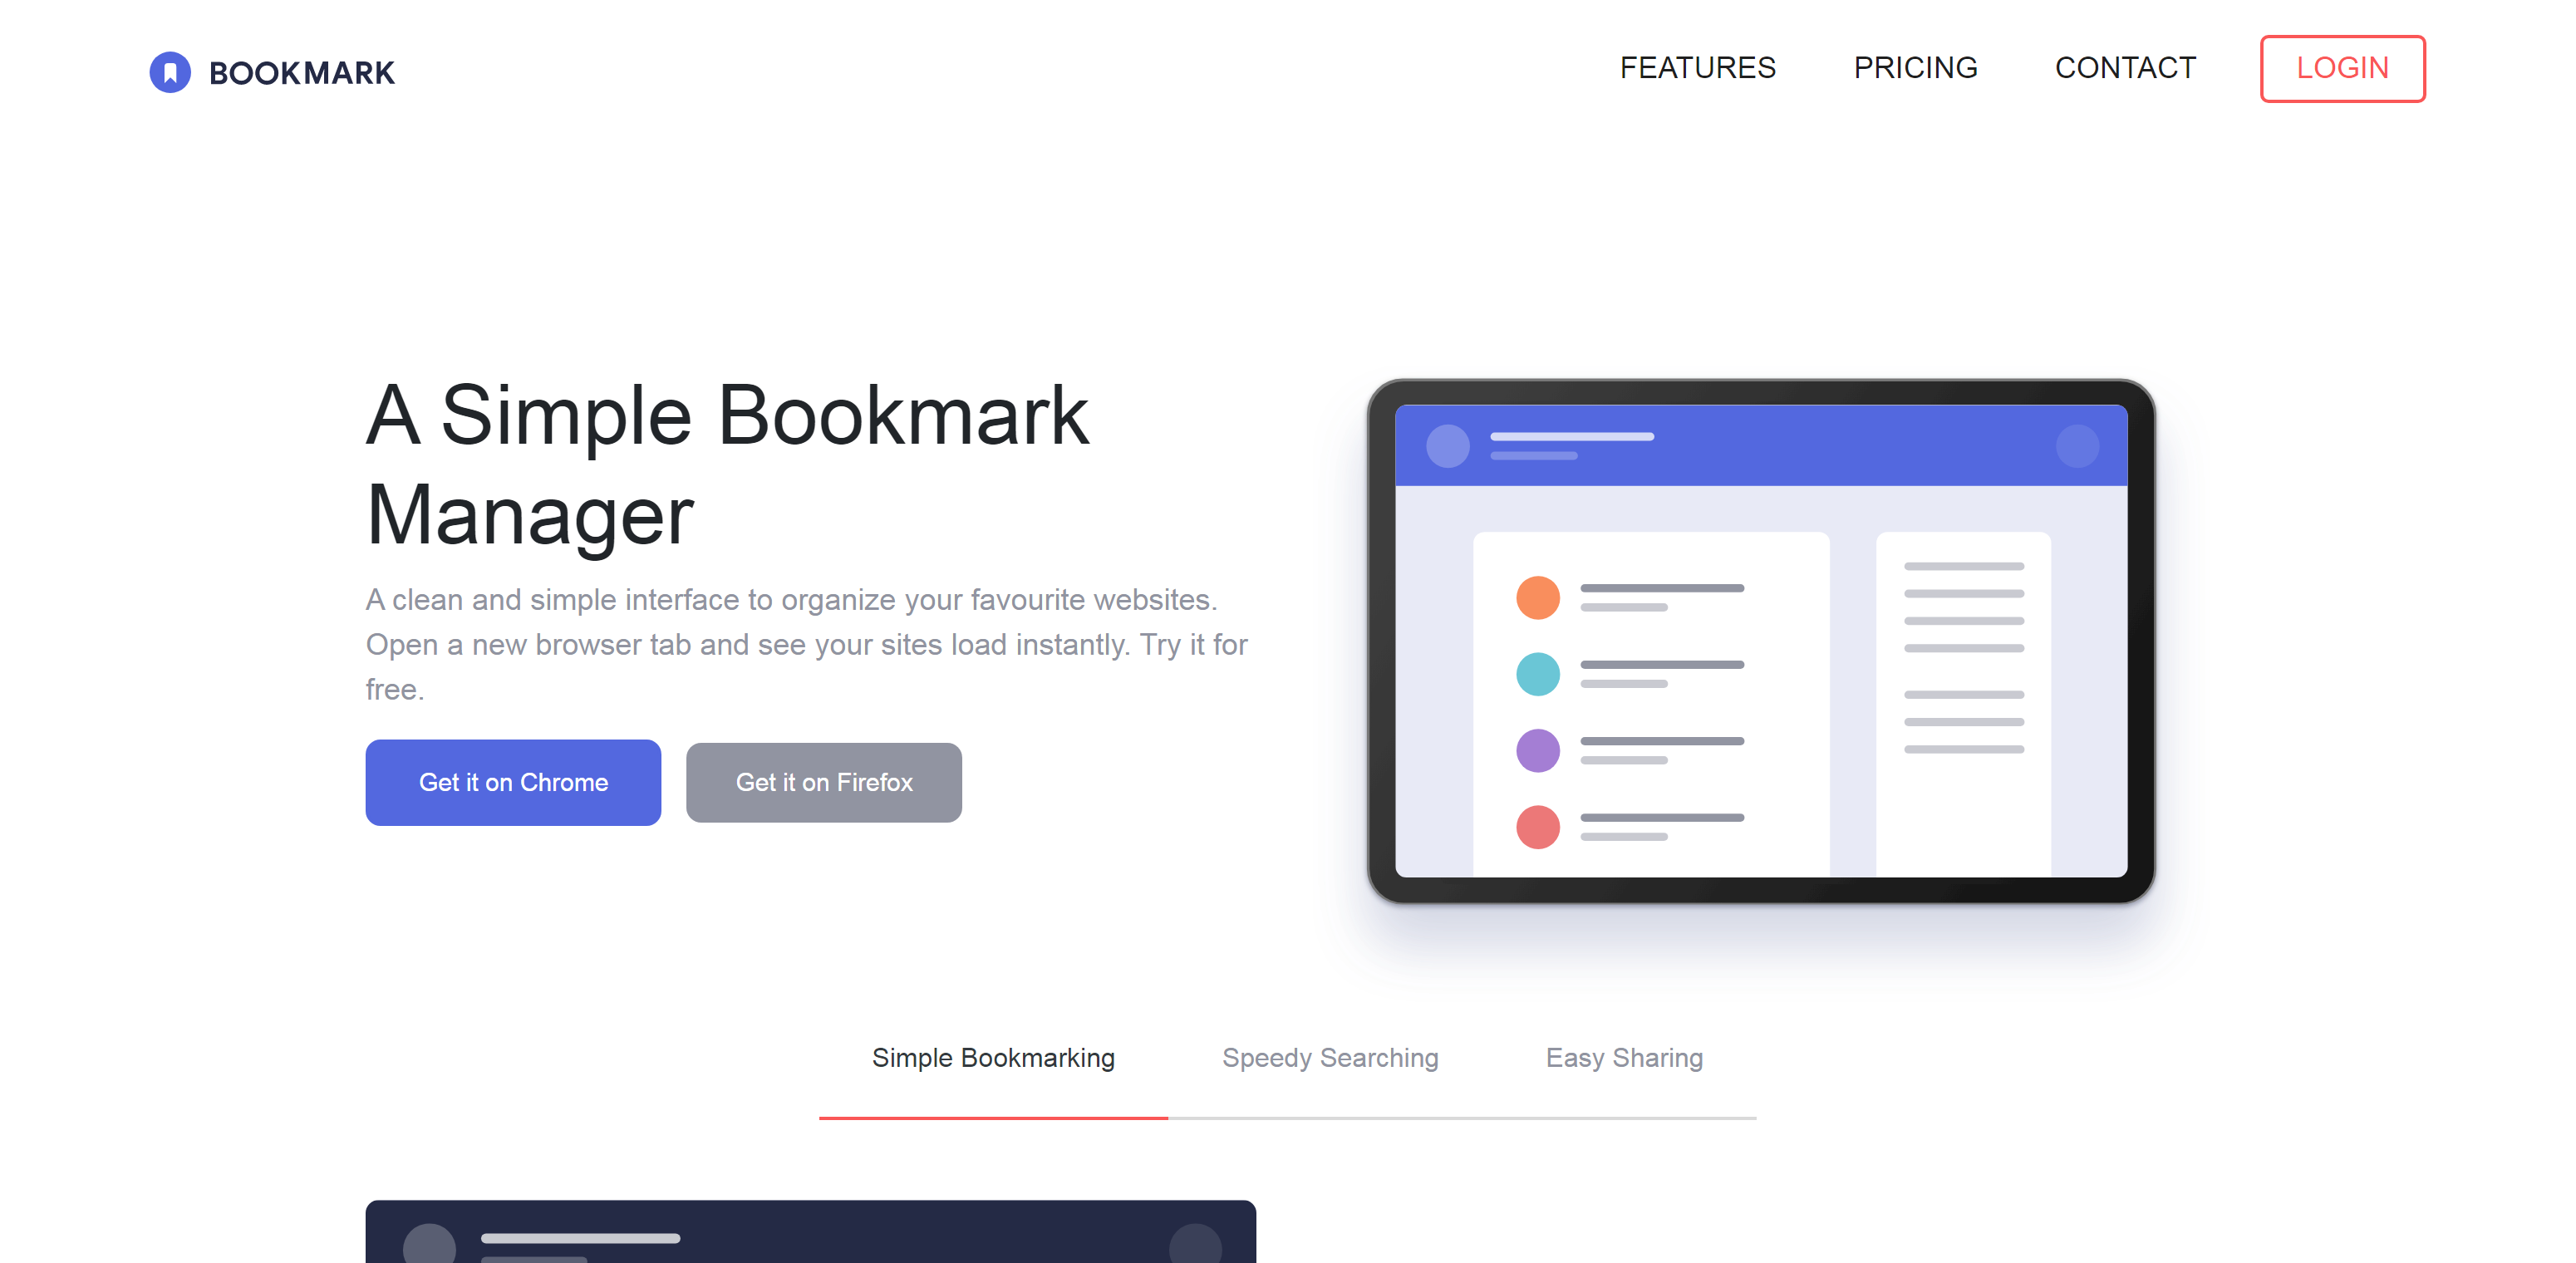 BOOKMARK
FEATURES
PRICING
CONTACT
LOGIN
A Simple Bookmark
Manager
A clean and simple interface to organize your favourite websites.
Open a new browser tab and see your sites load instantly. Try it for
free.
Get it on Chrome
Get it on Firefox
Simple Bookmarking
Speedy Searching
Easy Sharing